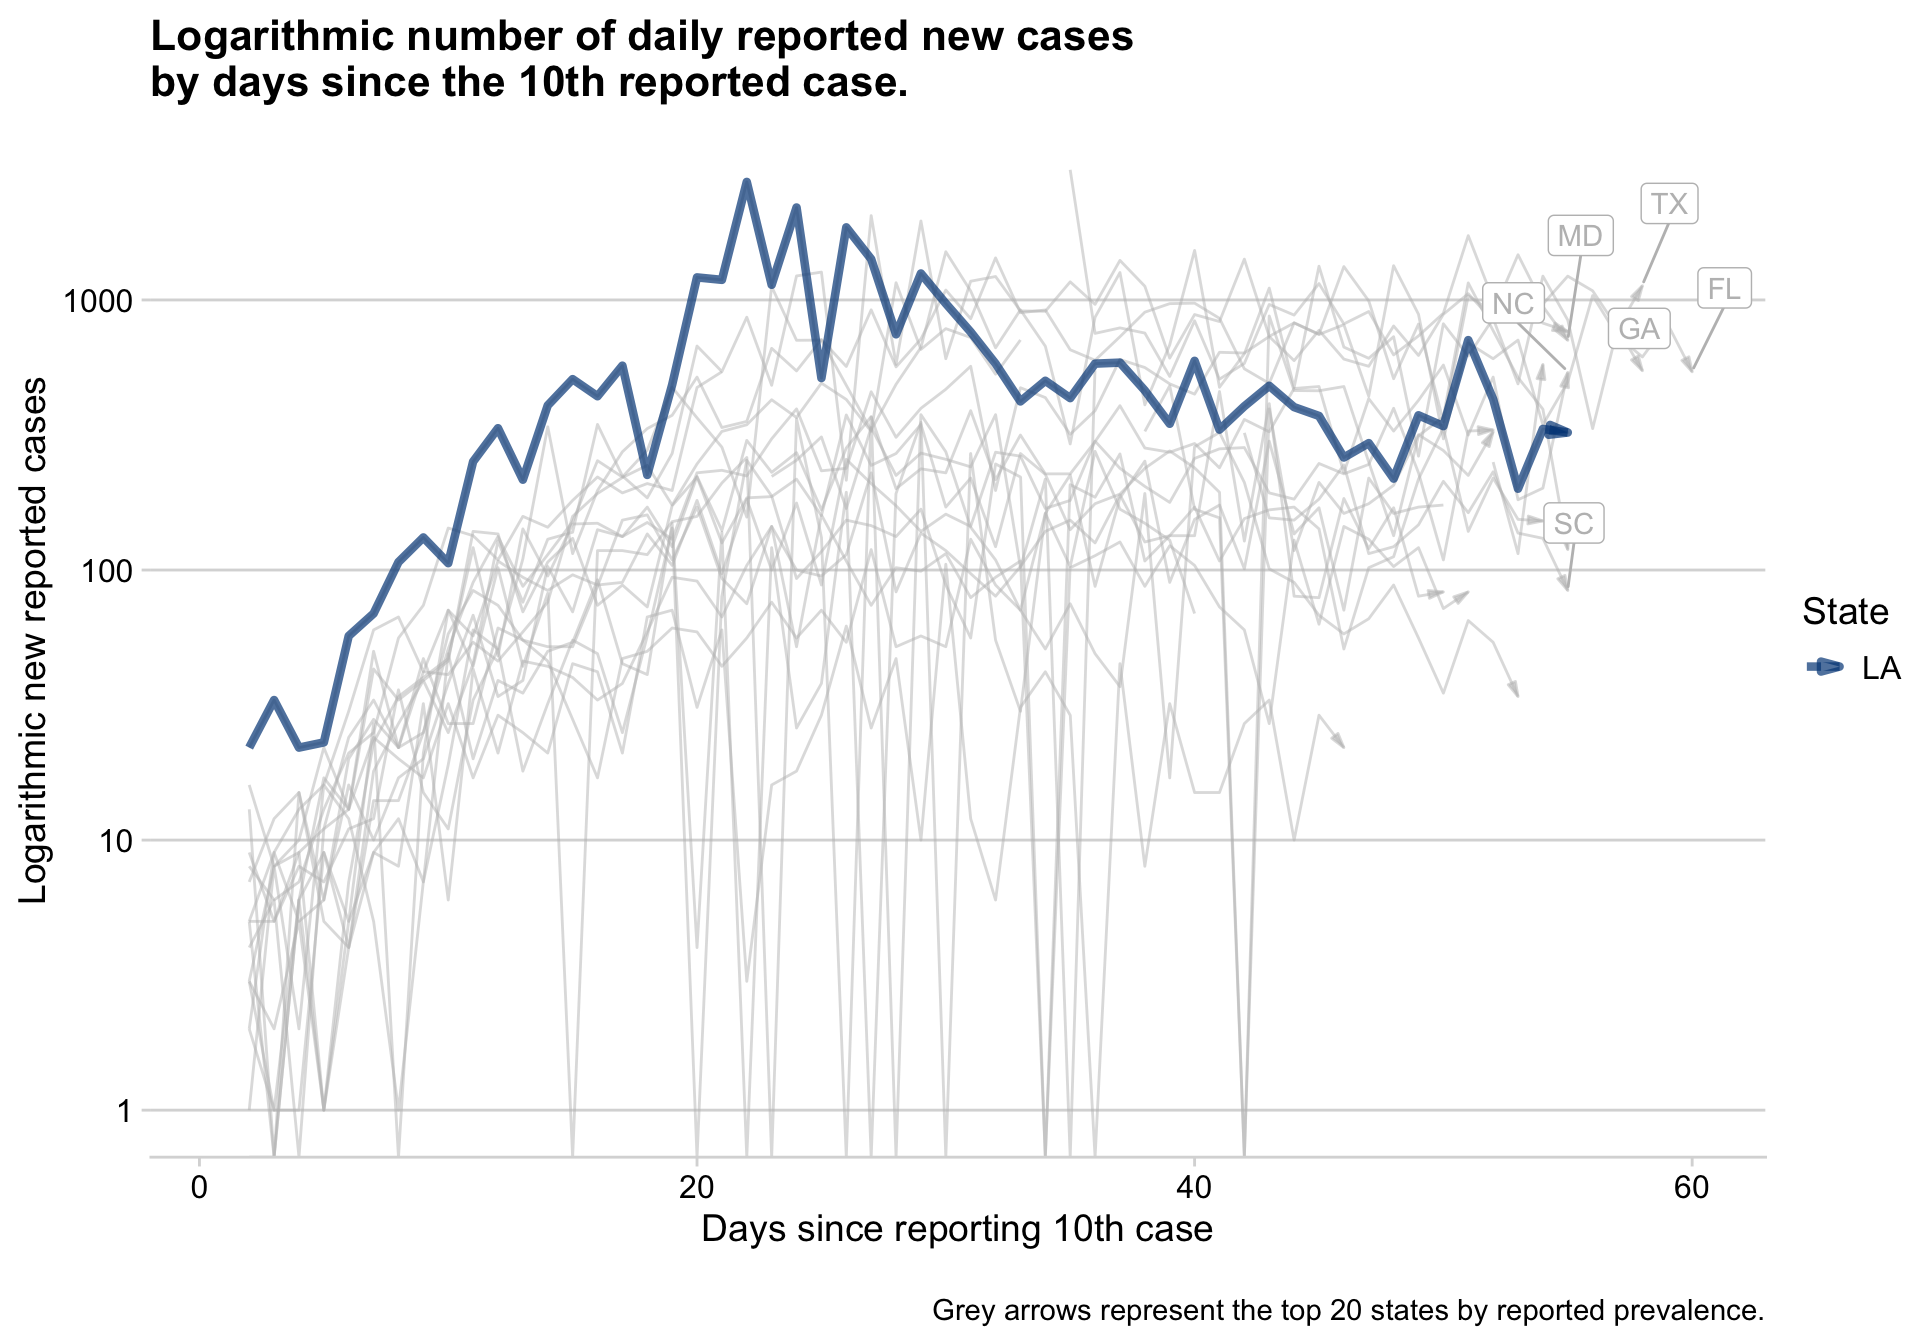 Logarithmic number of daily reported new cases
by days since the 10th reported case.
Logarithmic new reported cases
1000
100
10
1
TX
MD
FL
NC
GA
SC
State
LA
0 20 40 60
Days since reporting 10th case
Grey arrows represent the top 20 states by reported prevalence.